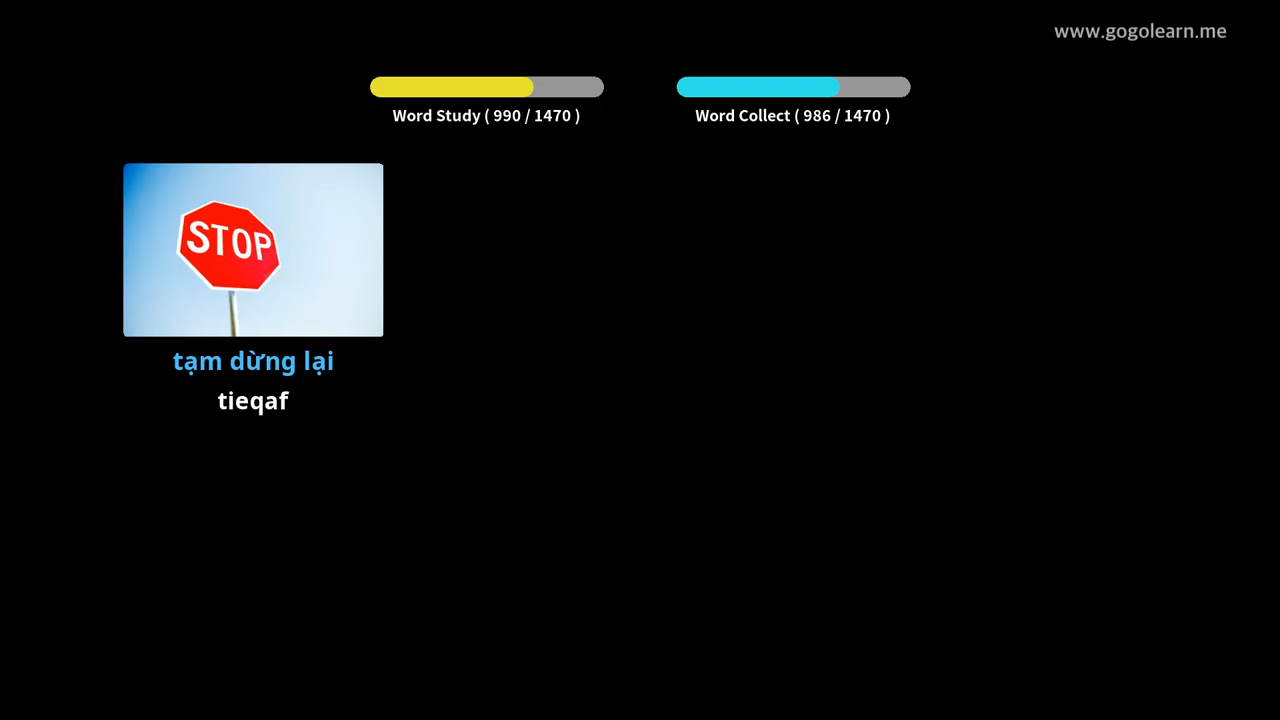 www.gogolearn.me
Word Study ( 990 / 1470 )
Word Collect ( 986 / 1470 )
STOP
tạm dừng lại
tieqaf